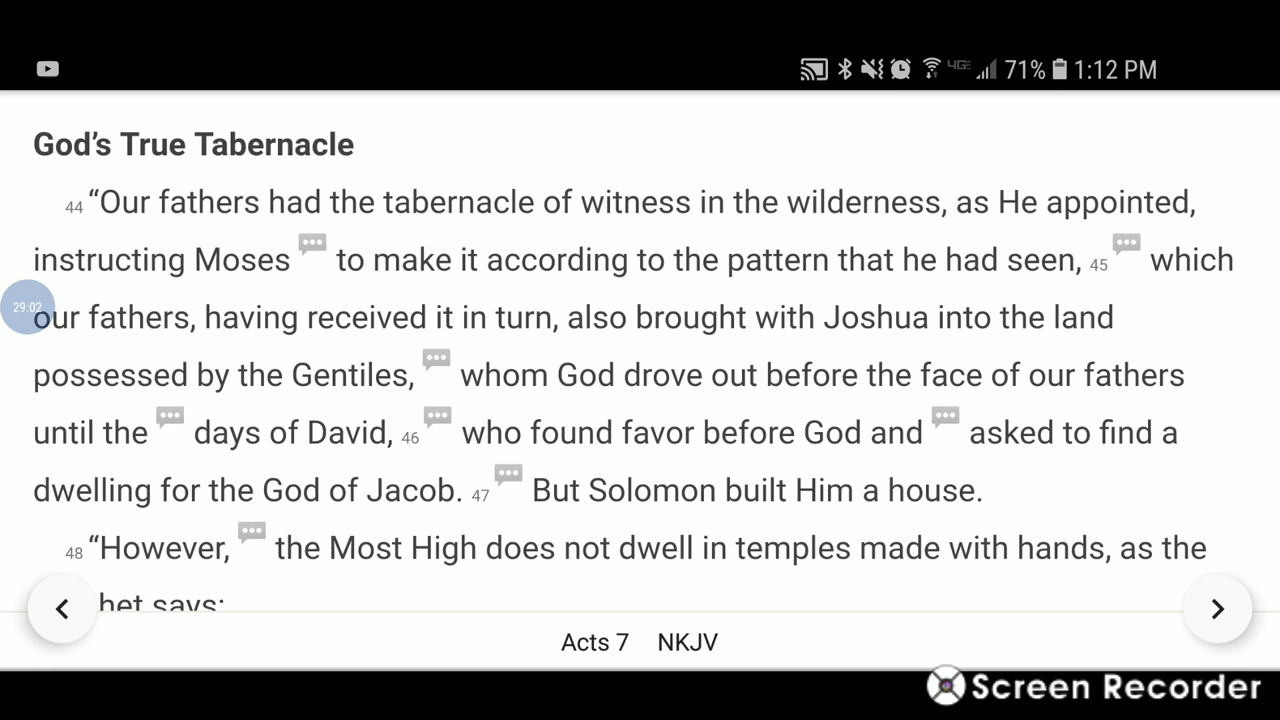 4GE 71% 1:12 PM
God’s True Tabernacle
44 “Our fathers had the tabernacle of witness in the wilderness, as He appointed,
instructing Moses to make it according to the pattern that he had seen, 45 which
29:02
our fathers, having received it in turn, also brought with Joshua into the land
possessed by the Gentiles, whom God drove out before the face of our fathers
until the days of David, 46 who found favor before God and asked to find a
dwelling for the God of Jacob. 47 But Solomon built Him a house.
48 “However, the Most High does not dwell in temples made with hands, as the
het says:
Acts 7 NKJV
Screen Recorder